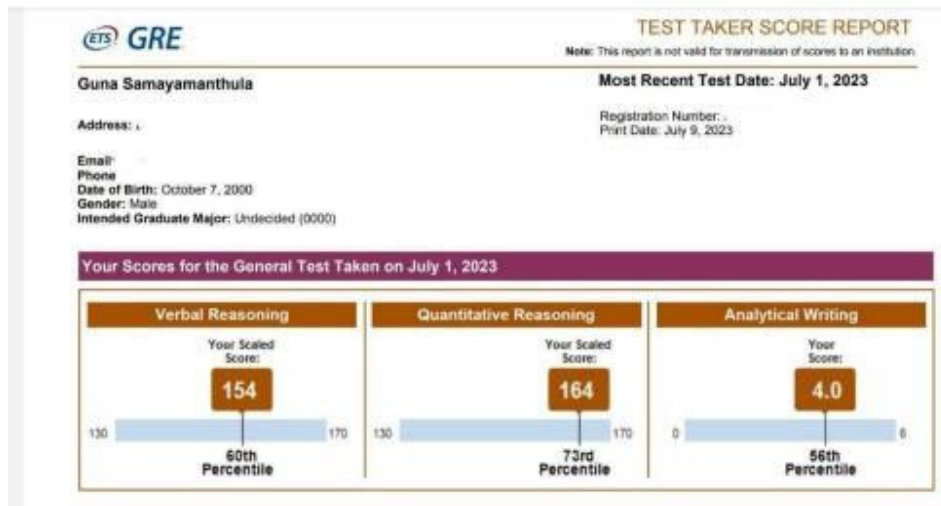 ETS GRE
TEST TAKER SCORE REPORT
Note: This report is not valid for transmission of scores to an institution.
Guna Samayamanthula
Most Recent Test Date: July 1, 2023
Address:
Registration Number:
Print Date: July 9, 2023
Email
Phone
Date of Birth: October 7, 2000
Gender: Male
Intended Graduate Major: Undecided (0000)
Your Scores for the General Test Taken on July 1, 2023
Verbal Reasoning
Your Scaled
Score:
154
130 170
60th
Percentile
Quantitative Reasoning
Your Scaled
Score:
164
130 170
73rd
Percentile
Analytical Writing
Your
Score:
4.0
0 6
56th
Percentile